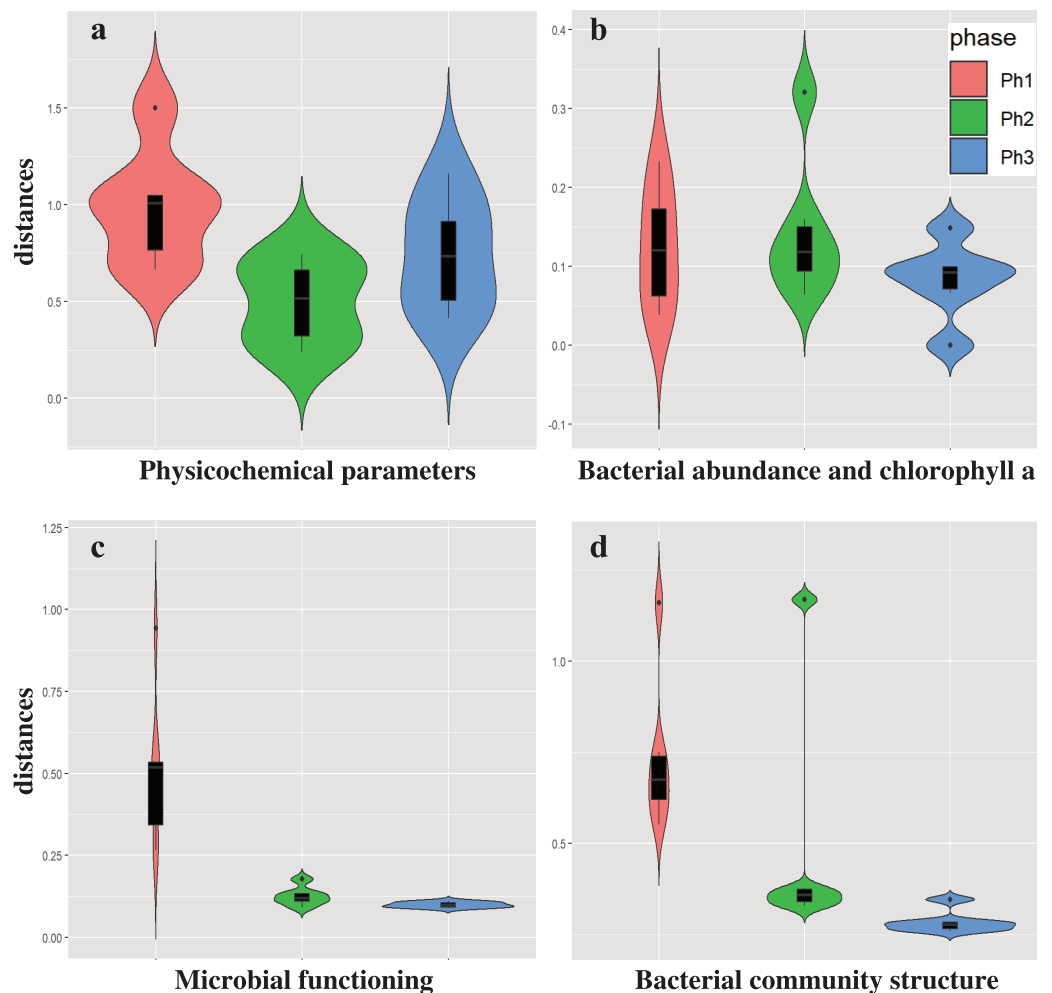 a
distances
1.5
1.0
0.5
0.0
Physicochemical parameters
b
0.4
0.3
0.2
0.1
0.0
-0.1
phase
Ph1
Ph2
Ph3
Bacterial abundance and chlorophyll a
c
distances
1.25
1.00
0.75
0.50
0.25
0.00
Microbial functioning
d
1.0
0.5
Bacterial community structure